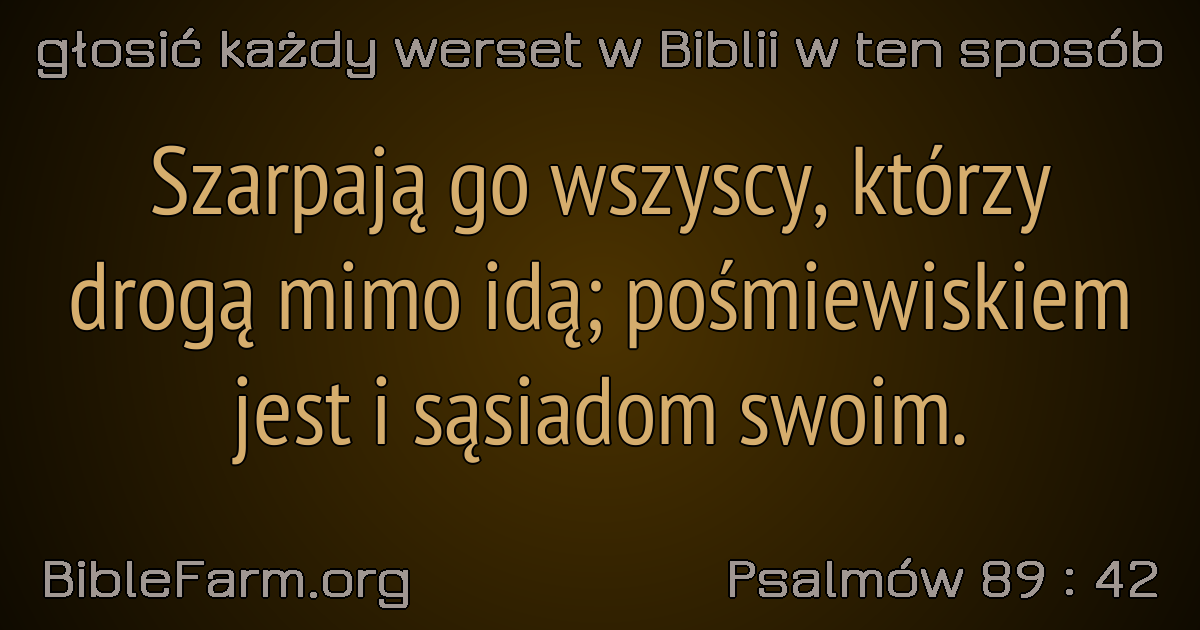 głosić każdy werset w Biblii w ten sposób
Szarpają go wszyscy, którzy
drogą mimo idą; pośmiewiskiem
jest i sąsiadom swoim.
BibleFarm.org
Psalmów 89 : 42